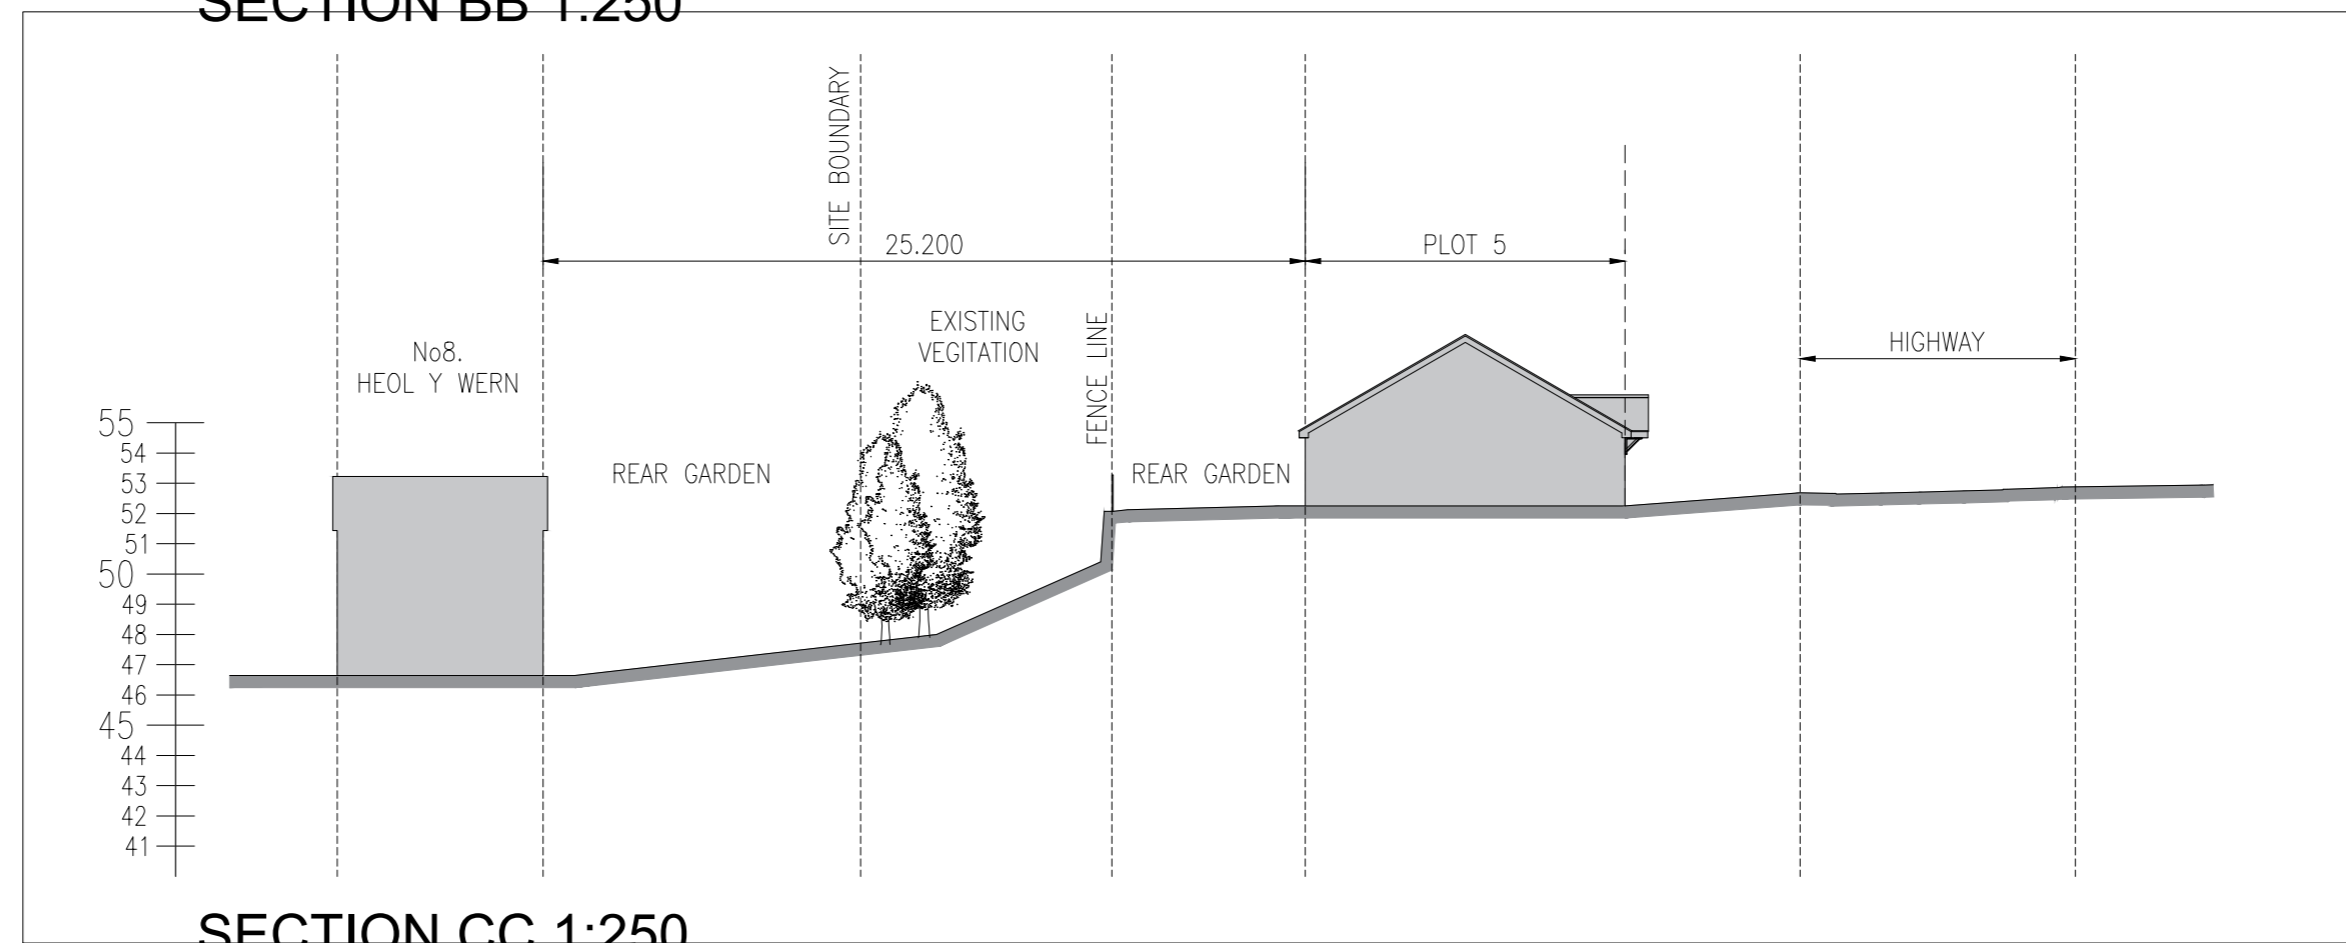 SECTION BB 1:250
SITE BOUNDARY
25.200
PLOT 5
EXISTING
VEGITATION
FENCE LINE
HIGHWAY
No8.
HEOL Y WERN
REAR GARDEN
REAR GARDEN
55
54
53
52
51
50
49
48
47
46
45
44
43
42
41
SECTION CC 1:250